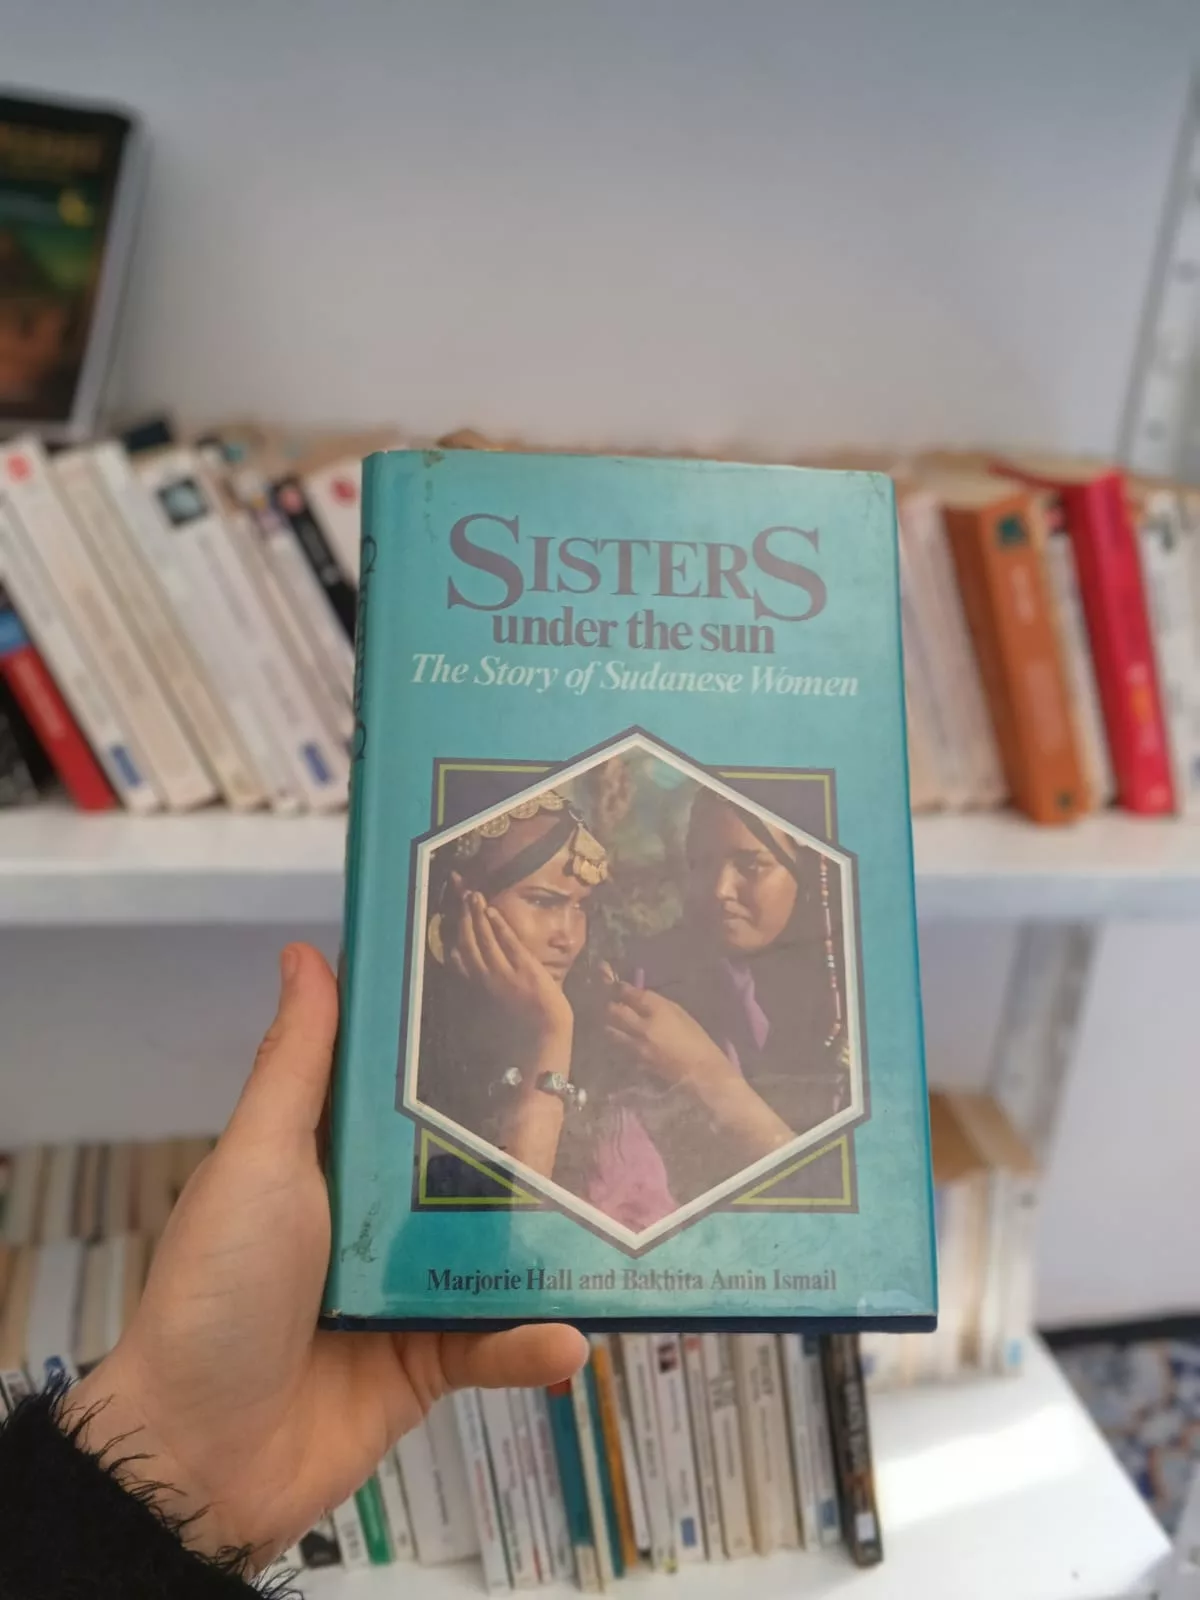 SISTERS
under the sun
The Story of Sudanese Women
Marjorie Hall and Bakhita Amin Ismail